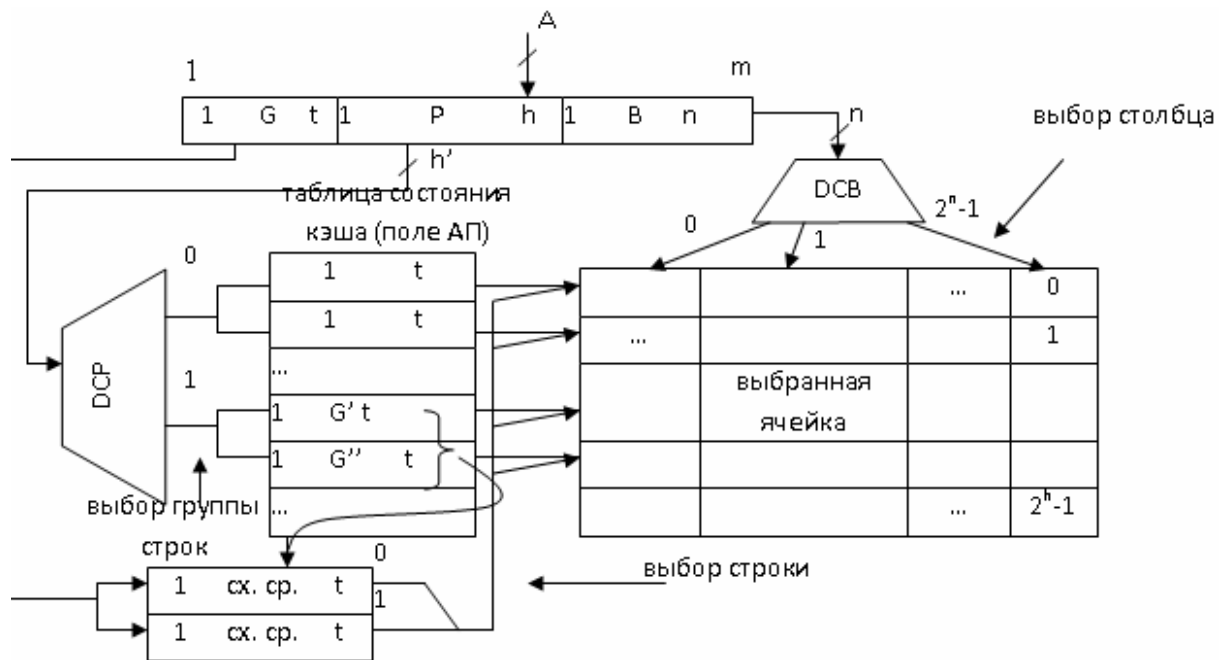 A
1 m
1 G t 1 P h 1 B n
n
выбор столбца
h’
DCB
таблица состояния
кэша (поле АП)
0 1 2ⁿ-1
0
1 t
... 0
1 t
... 1
DCP
...
1
выбранная
ячейка
1 G’ t
1 G’’ t
выбор группы
строк
...
... 2ʰ-1
0
1 сх. ср. t
1
1 сх. ср. t
выбор строки